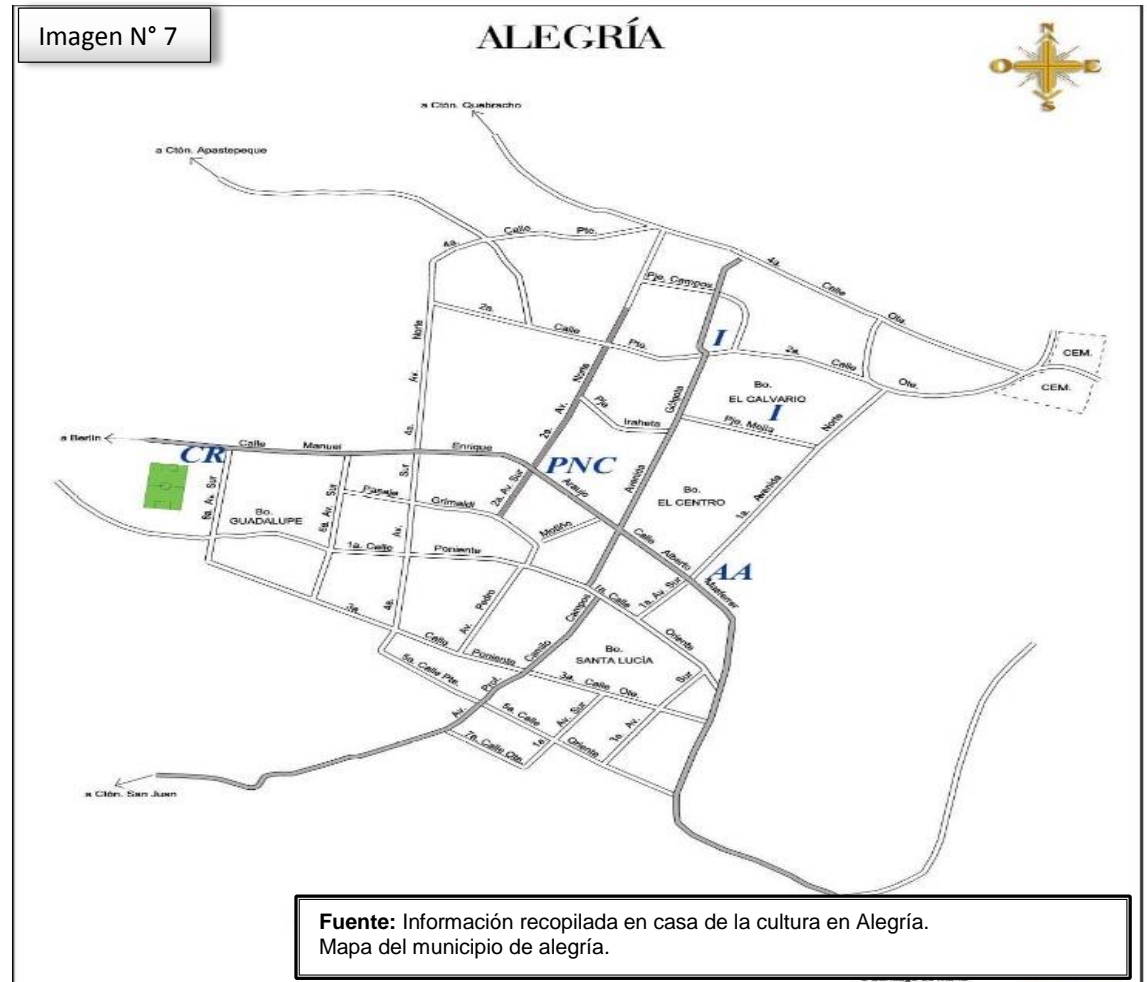 Imagen N° 7
ALEGRÍA
N
O E
S
a Ctón. Quebracho
a Ctón. Apastepeque
4a. Calle Pte.
4a. Calle Ote.
Pje. Campos
2a. Calle Pte.
I
2a. Calle Ote.
CEM.
CEM.
Bo.
EL CALVARIO
I
Pje. Mejia
Pje. Iraheta
4a. Av. Norte
2a. Av. Norte
Avenida Gólgota
1a. Avenida Norte
a Berlín
CR
Calle Manuel Enrique Araujo
PNC
Bo.
EL CENTRO
Pasaje Grimaldi
2a. Av. Sur
Bo.
GUADALUPE
4a. Av. Sur
Molino
Calle Alberto Masferrer
AA
1a. Calle Poniente
1a. Calle Oriente
1a. Av. Sur
Av. Pedro
3a. Calle Poniente
Av. Prof. Camilo Campos
Bo.
SANTA LUCÍA
3a. Calle Ote.
5a. Calle Pte.
5a. Calle Oriente
7a. Calle Ote.
1a. Av. Sur
3a. Av. Sur
a Ctón. San Juan
Fuente: Información recopilada en casa de la cultura en Alegría.
Mapa del municipio de alegría.